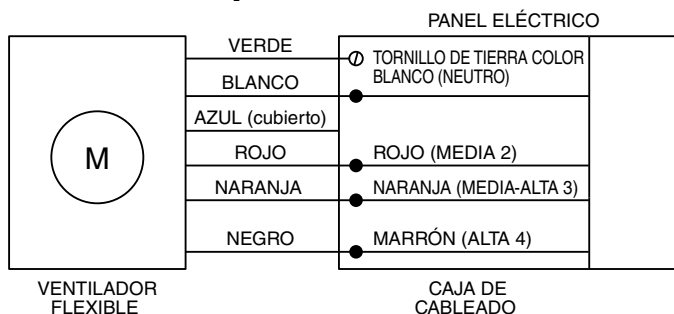 PANEL ELÉCTRICO
VERDE
TORNILLO DE TIERRA COLOR
BLANCO (NEUTRO)
BLANCO
AZUL (cubierto)
M
ROJO
ROJO (MEDIA 2)
NARANJA
NARANJA (MEDIA-ALTA 3)
NEGRO
MARRÓN (ALTA 4)
VENTILADOR
FLEXIBLE
CAJA DE
CABLEADO